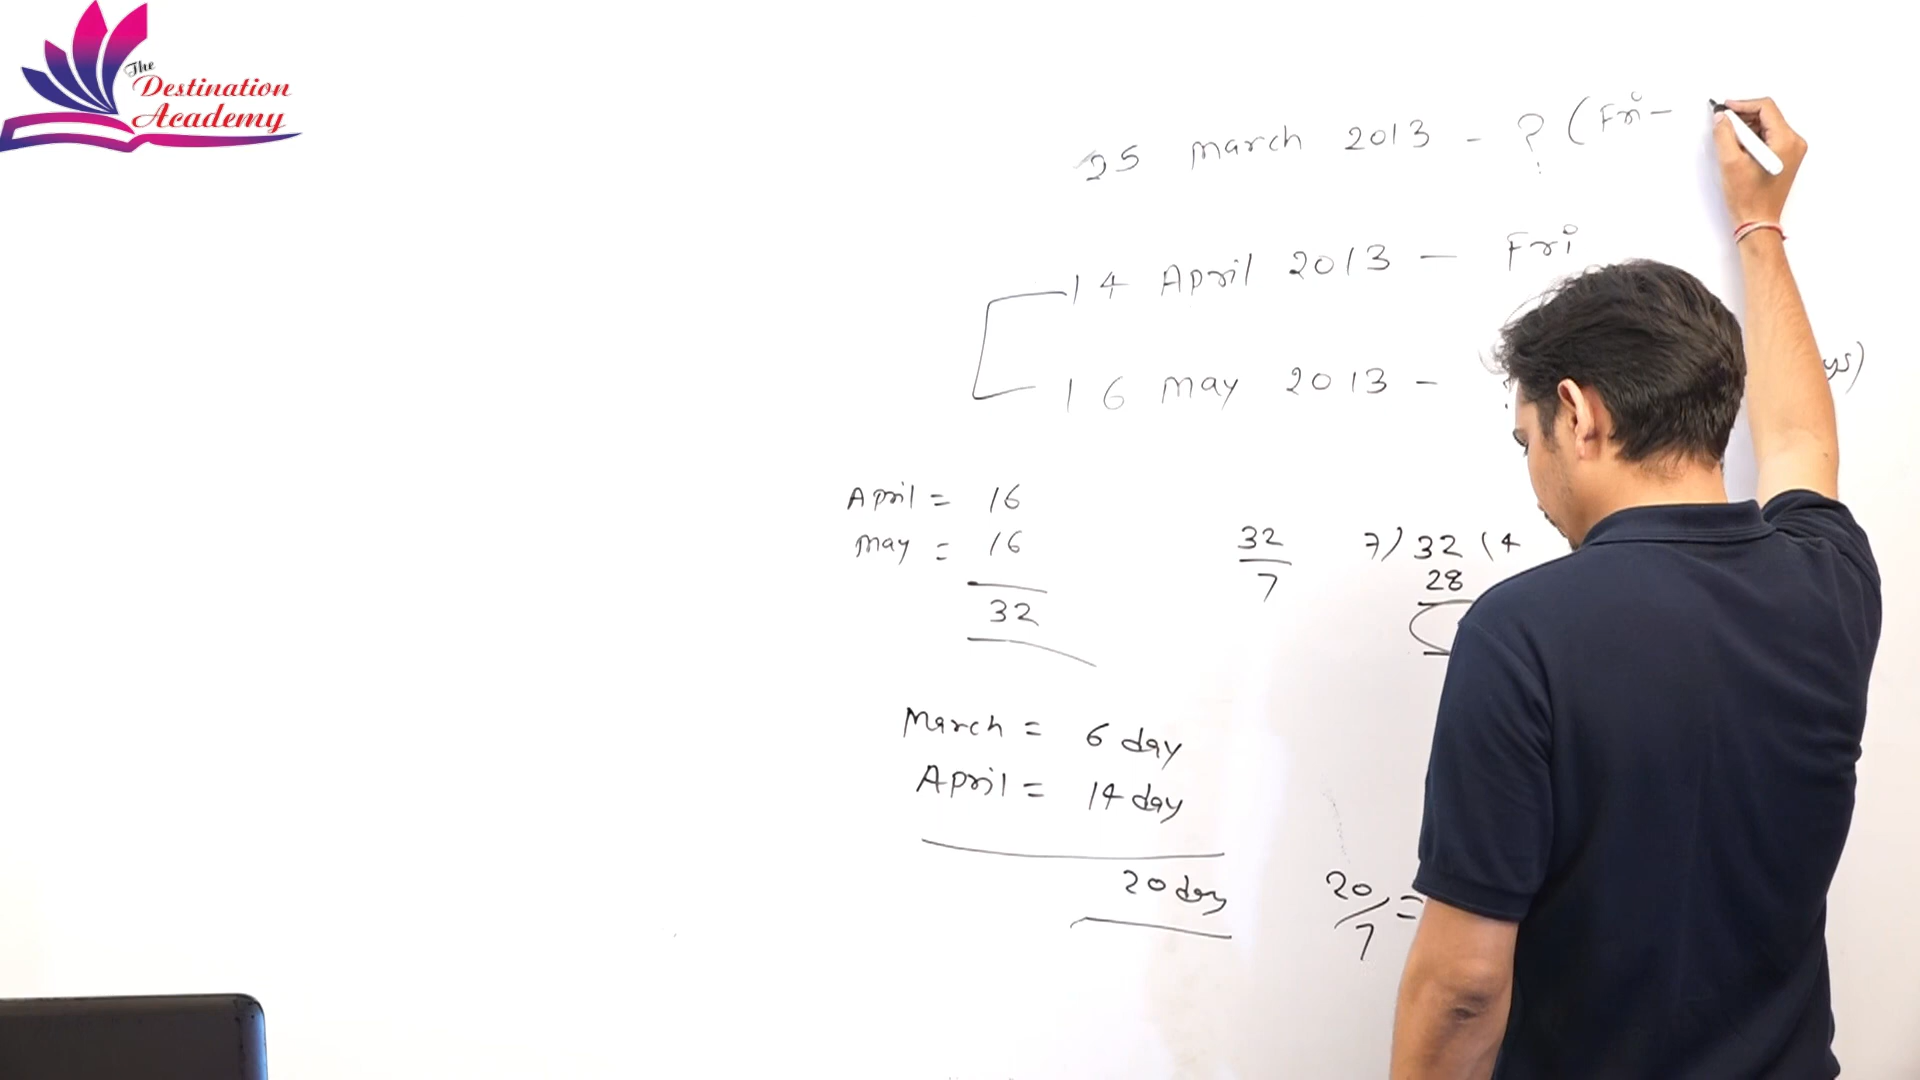 The
Destination
Academy
25 March 2013 - ? (Fri -
14 April 2013 — Fri
16 May 2013 - ?
April = 16
May = 16
32
32
7
7) 32 (4
28
March = 6 day
April = 14 day
20 day
20/7 =